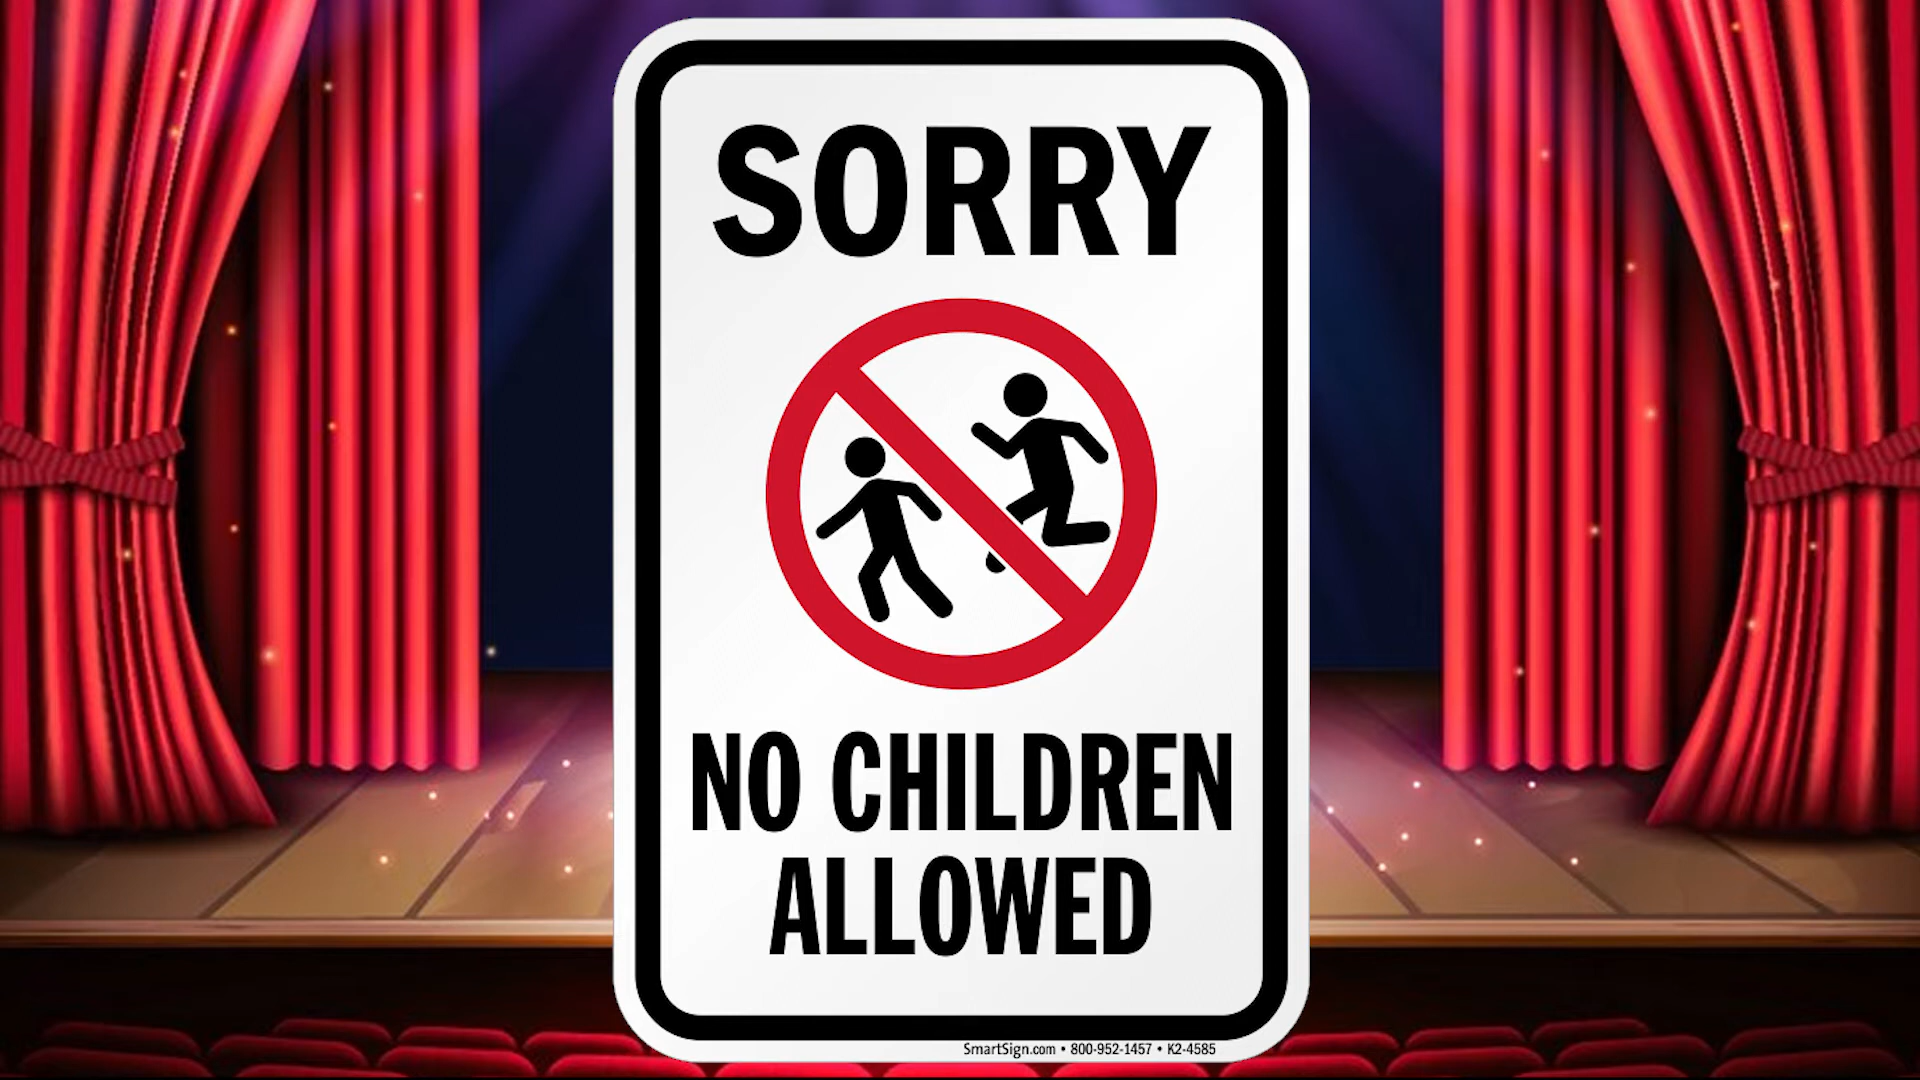 SORRY
NO CHILDREN
ALLOWED
SmartSign.com • 800-952-1457 • K2-4585